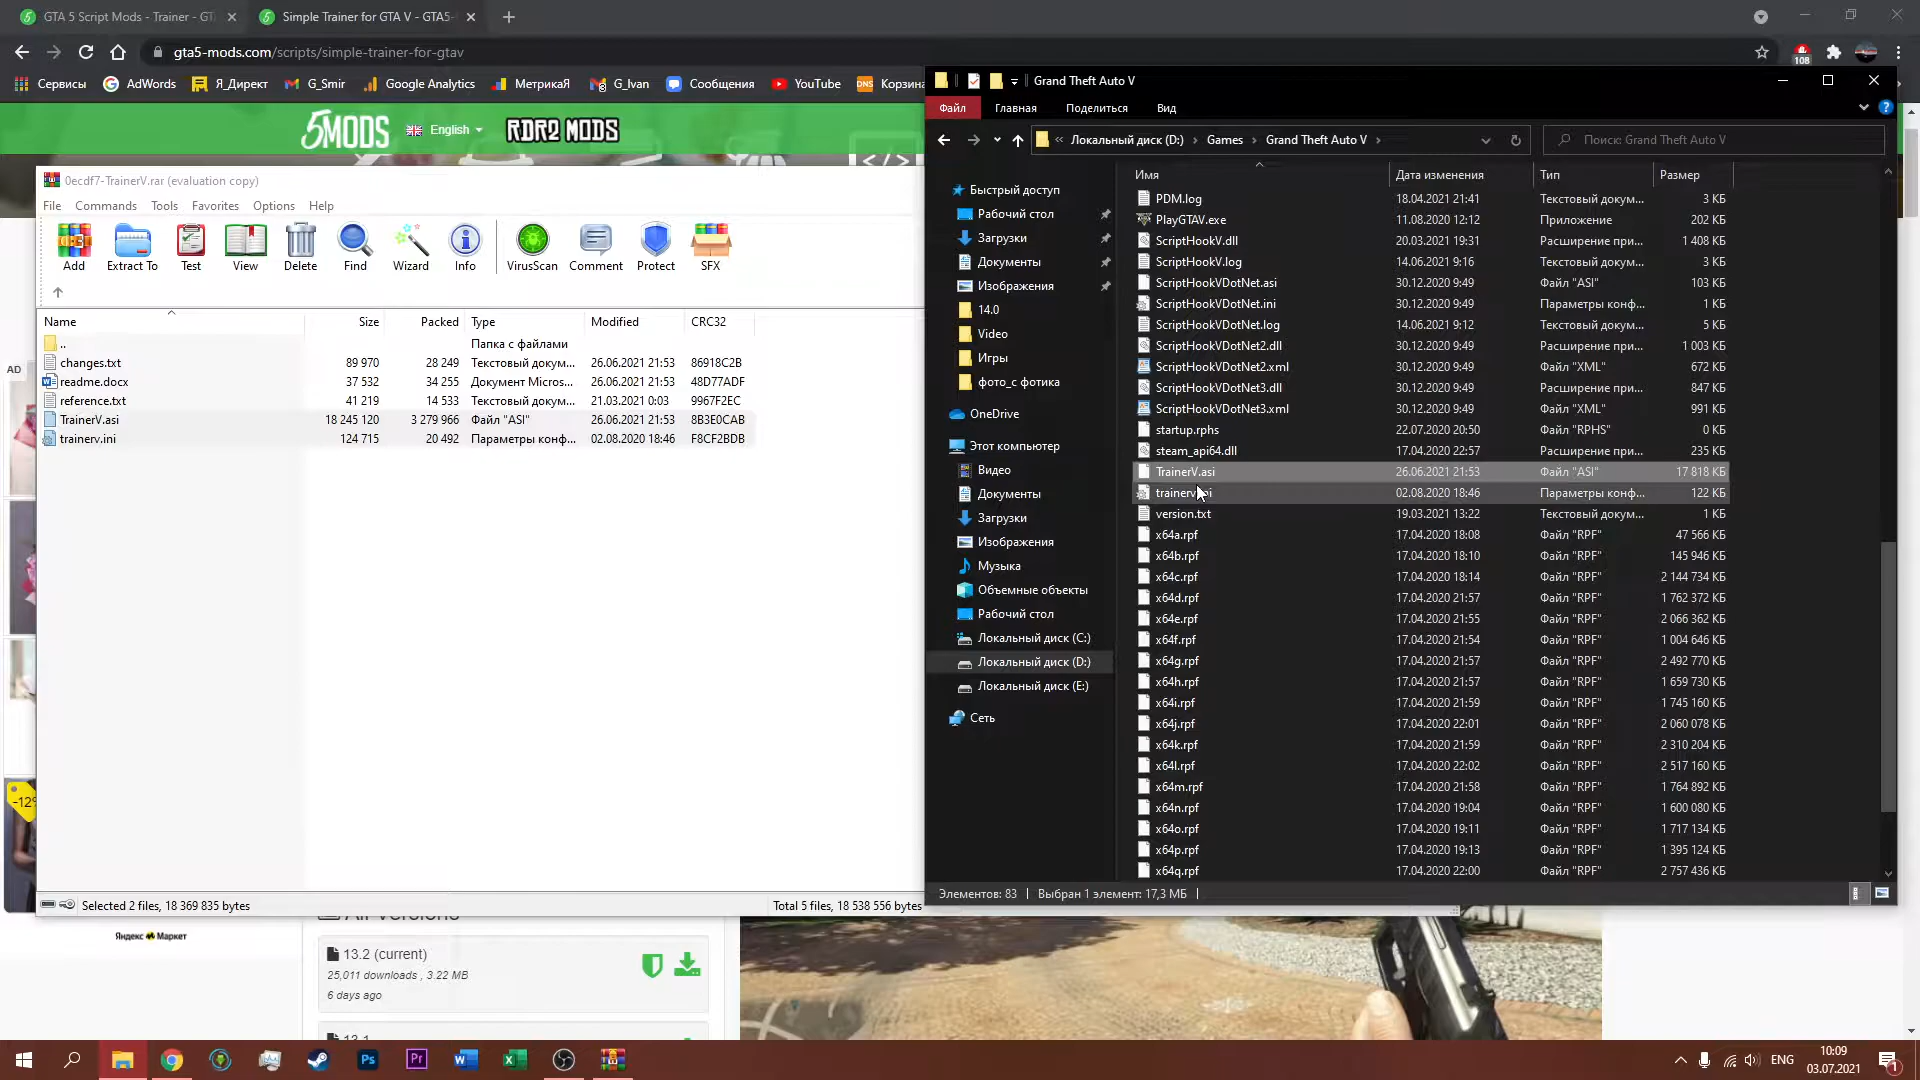 GTA 5 Script Mods - Trainer - GT
Simple Trainer for GTA V - GTA5-
gta5-mods.com/scripts/simple-trainer-for-gtav
108
Сервисы
AdWords
Я_Директ
G_Smir
Google Analytics
МетрикаЯ
G_Ivan
Сообщения
YouTube
DNS
Корзина
5MODS
English
RDR2 MODS
0ecdf7-TrainerV.rar (evaluation copy)
File Commands Tools Favorites Options Help
Add Extract To Test View Delete Find Wizard Info VirusScan Comment Protect SFX
Name Size Packed Type Modified CRC32
.. Папка с файлами
changes.txt 89 970 28 249 Текстовый докум... 26.06.2021 21:53 86918C2B
readme.docx 37 532 34 255 Документ Micros... 26.06.2021 21:53 48D77ADF
reference.txt 41 219 14 533 Текстовый докум... 21.03.2021 0:03 9967F2EC
TrainerV.asi 18 245 120 3 279 966 Файл "ASI" 26.06.2021 21:53 8B3E0CAB
trainerv.ini 124 715 20 492 Параметры конф... 02.08.2020 18:46 F8CF2BDB
Selected 2 files, 18 369 835 bytes
Total 5 files, 18 538 556 bytes
AD
-12%
Яндекс Маркет
All Versions
13.2 (current)
25,011 downloads , 3.22 MB
6 days ago
13.1
Grand Theft Auto V
Файл Главная Поделиться Вид
« Локальный диск (D:) › Games › Grand Theft Auto V ›
Поиск: Grand Theft Auto V
Быстрый доступ
Рабочий стол
Загрузки
Документы
Изображения
14.0
Video
Игры
фото_с фотика
OneDrive
Этот компьютер
Видео
Документы
Загрузки
Изображения
Музыка
Объемные объекты
Рабочий стол
Локальный диск (C:)
Локальный диск (D:)
Локальный диск (E:)
Сеть
Имя Дата изменения Тип Размер
PDM.log 18.04.2021 21:41 Текстовый докум... 3 КБ
PlayGTAV.exe 11.08.2020 12:12 Приложение 202 КБ
ScriptHookV.dll 20.03.2021 19:31 Расширение при... 1 408 КБ
ScriptHookV.log 14.06.2021 9:16 Текстовый докум... 3 КБ
ScriptHookVDotNet.asi 30.12.2020 9:49 Файл "ASI" 103 КБ
ScriptHookVDotNet.ini 30.12.2020 9:49 Параметры конф... 1 КБ
ScriptHookVDotNet.log 14.06.2021 9:12 Текстовый докум... 5 КБ
ScriptHookVDotNet2.dll 30.12.2020 9:49 Расширение при... 1 003 КБ
ScriptHookVDotNet2.xml 30.12.2020 9:49 Файл "XML" 672 КБ
ScriptHookVDotNet3.dll 30.12.2020 9:49 Расширение при... 847 КБ
ScriptHookVDotNet3.xml 30.12.2020 9:49 Файл "XML" 991 КБ
startup.rphs 22.07.2020 20:50 Файл "RPHS" 0 КБ
steam_api64.dll 17.04.2020 22:57 Расширение при... 235 КБ
TrainerV.asi 26.06.2021 21:53 Файл "ASI" 17 818 КБ
02.08.2020 18:46 Параметры конф... 122 КБ
version.txt 19.03.2021 13:22 Текстовый докум... 1 КБ
x64a.rpf 17.04.2020 18:08 Файл "RPF" 47 566 КБ
x64b.rpf 17.04.2020 18:10 Файл "RPF" 145 946 КБ
x64c.rpf 17.04.2020 18:14 Файл "RPF" 2 144 734 КБ
x64d.rpf 17.04.2020 21:57 Файл "RPF" 1 762 372 КБ
x64e.rpf 17.04.2020 21:55 Файл "RPF" 2 066 362 КБ
x64f.rpf 17.04.2020 21:54 Файл "RPF" 1 004 646 КБ
x64g.rpf 17.04.2020 21:57 Файл "RPF" 2 492 770 КБ
x64h.rpf 17.04.2020 21:57 Файл "RPF" 1 659 730 КБ
x64i.rpf 17.04.2020 21:59 Файл "RPF" 1 745 160 КБ
x64j.rpf 17.04.2020 22:01 Файл "RPF" 2 060 078 КБ
x64k.rpf 17.04.2020 21:59 Файл "RPF" 2 310 204 КБ
x64l.rpf 17.04.2020 22:02 Файл "RPF" 2 517 160 КБ
x64m.rpf 17.04.2020 21:58 Файл "RPF" 1 764 892 КБ
x64n.rpf 17.04.2020 19:04 Файл "RPF" 1 600 080 КБ
x64o.rpf 17.04.2020 19:11 Файл "RPF" 1 717 134 КБ
x64p.rpf 17.04.2020 19:13 Файл "RPF" 1 395 124 КБ
x64q.rpf 17.04.2020 22:00 Файл "RPF" 2 757 436 КБ
Элементов: 83
Выбран 1 элемент: 17,3 МБ
Ps
Pr
ENG
10:09
03.07.2021
1